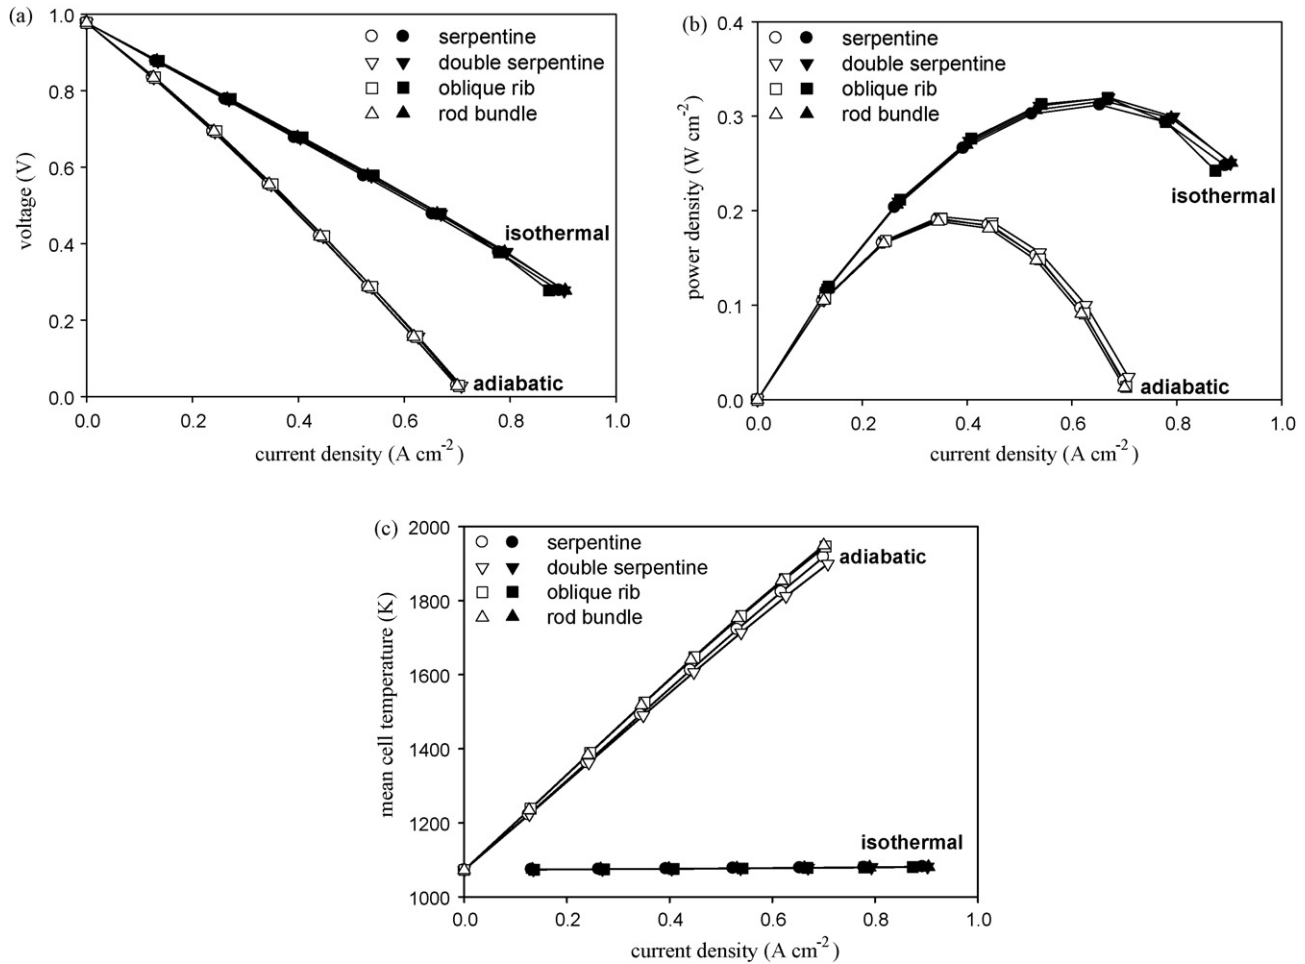 (a)
1.0
0.8
0.6
0.4
0.2
0.0
voltage (V)
serpentine
double serpentine
oblique rib
rod bundle
isothermal
adiabatic
0.0 0.2 0.4 0.6 0.8 1.0
current density (A cm-2)
(b)
0.4
0.3
0.2
0.1
0.0
power density (W cm-2)
serpentine
double serpentine
oblique rib
rod bundle
isothermal
adiabatic
0.0 0.2 0.4 0.6 0.8 1.0
current density (A cm-2)
(c)
2000
1800
1600
1400
1200
1000
mean cell temperature (K)
serpentine
double serpentine
oblique rib
rod bundle
adiabatic
isothermal
0.0 0.2 0.4 0.6 0.8 1.0
current density (A cm-2)